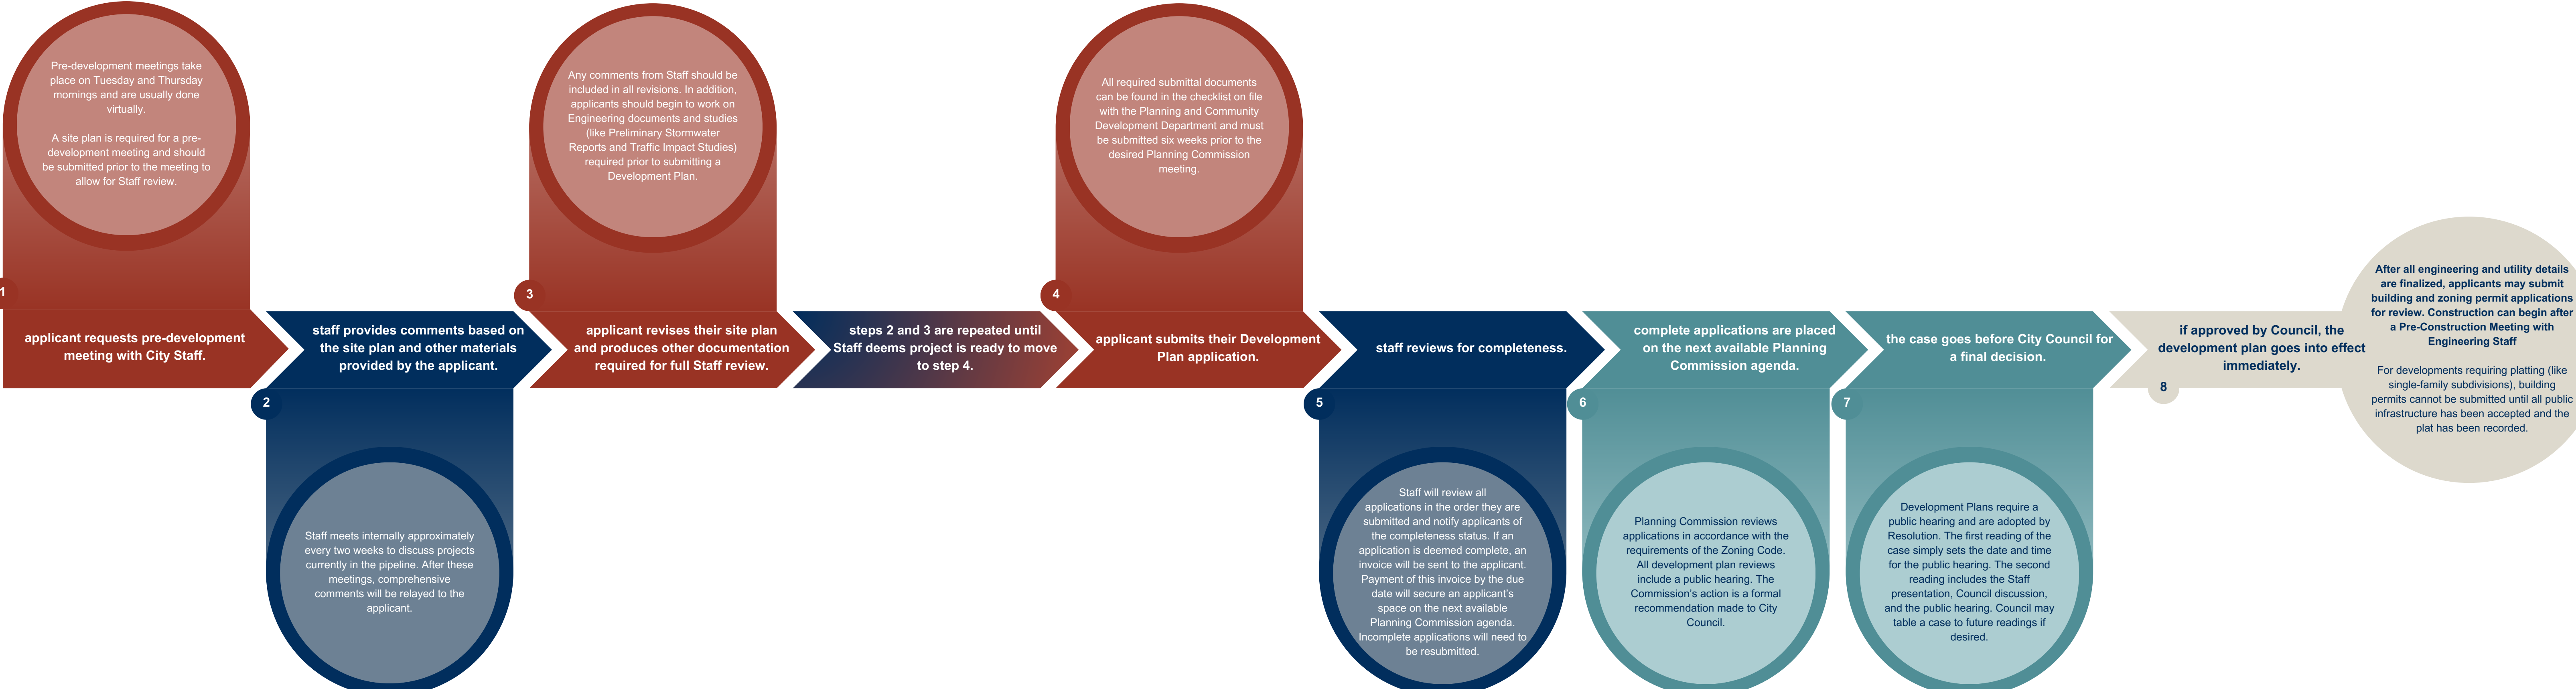 Pre-development meetings take
place on Tuesday and Thursday
mornings and are usually done
virtually.
A site plan is required for a pre-
development meeting and should
be submitted prior to the meeting to
allow for Staff review.
1
applicant requests pre-development
meeting with City Staff.
staff provides comments based on
the site plan and other materials
provided by the applicant.
2
Staff meets internally approximately
every two weeks to discuss projects
currently in the pipeline. After these
meetings, comprehensive
comments will be relayed to the
applicant.
Any comments from Staff should be
included in all revisions. In addition,
applicants should begin to work on
Engineering documents and studies
(like Preliminary Stormwater
Reports and Traffic Impact Studies)
required prior to submitting a
Development Plan.
3
applicant revises their site plan
and produces other documentation
required for full Staff review.
steps 2 and 3 are repeated until
Staff deems project is ready to move
to step 4.
All required submittal documents
can be found in the checklist on file
with the Planning and Community
Development Department and must
be submitted six weeks prior to the
desired Planning Commission
meeting.
4
applicant submits their Development
Plan application.
staff reviews for completeness.
5
Staff will review all
applications in the order they are
submitted and notify applicants of
the completeness status. If an
application is deemed complete, an
invoice will be sent to the applicant.
Payment of this invoice by the due
date will secure an applicant's
space on the next available
Planning Commission agenda.
Incomplete applications will need to
be resubmitted.
complete applications are placed
on the next available Planning
Commission agenda.
6
Planning Commission reviews
applications in accordance with the
requirements of the Zoning Code.
All development plan reviews
include a public hearing. The
Commission's action is a formal
recommendation made to City
Council.
the case goes before City Council for
a final decision.
7
Development Plans require a
public hearing and are adopted by
Resolution. The first reading of the
case simply sets the date and time
for the public hearing. The second
reading includes the Staff
presentation, Council discussion,
and the public hearing. Council may
table a case to future readings if
desired.
if approved by Council, the
development plan goes into effect
immediately.
8
After all engineering and utility details
are finalized, applicants may submit
building and zoning permit applications
for review. Construction can begin after
a Pre-Construction Meeting with
Engineering Staff
For developments requiring platting (like
single-family subdivisions), building
permits cannot be submitted until all public
infrastructure has been accepted and the
plat has been recorded.